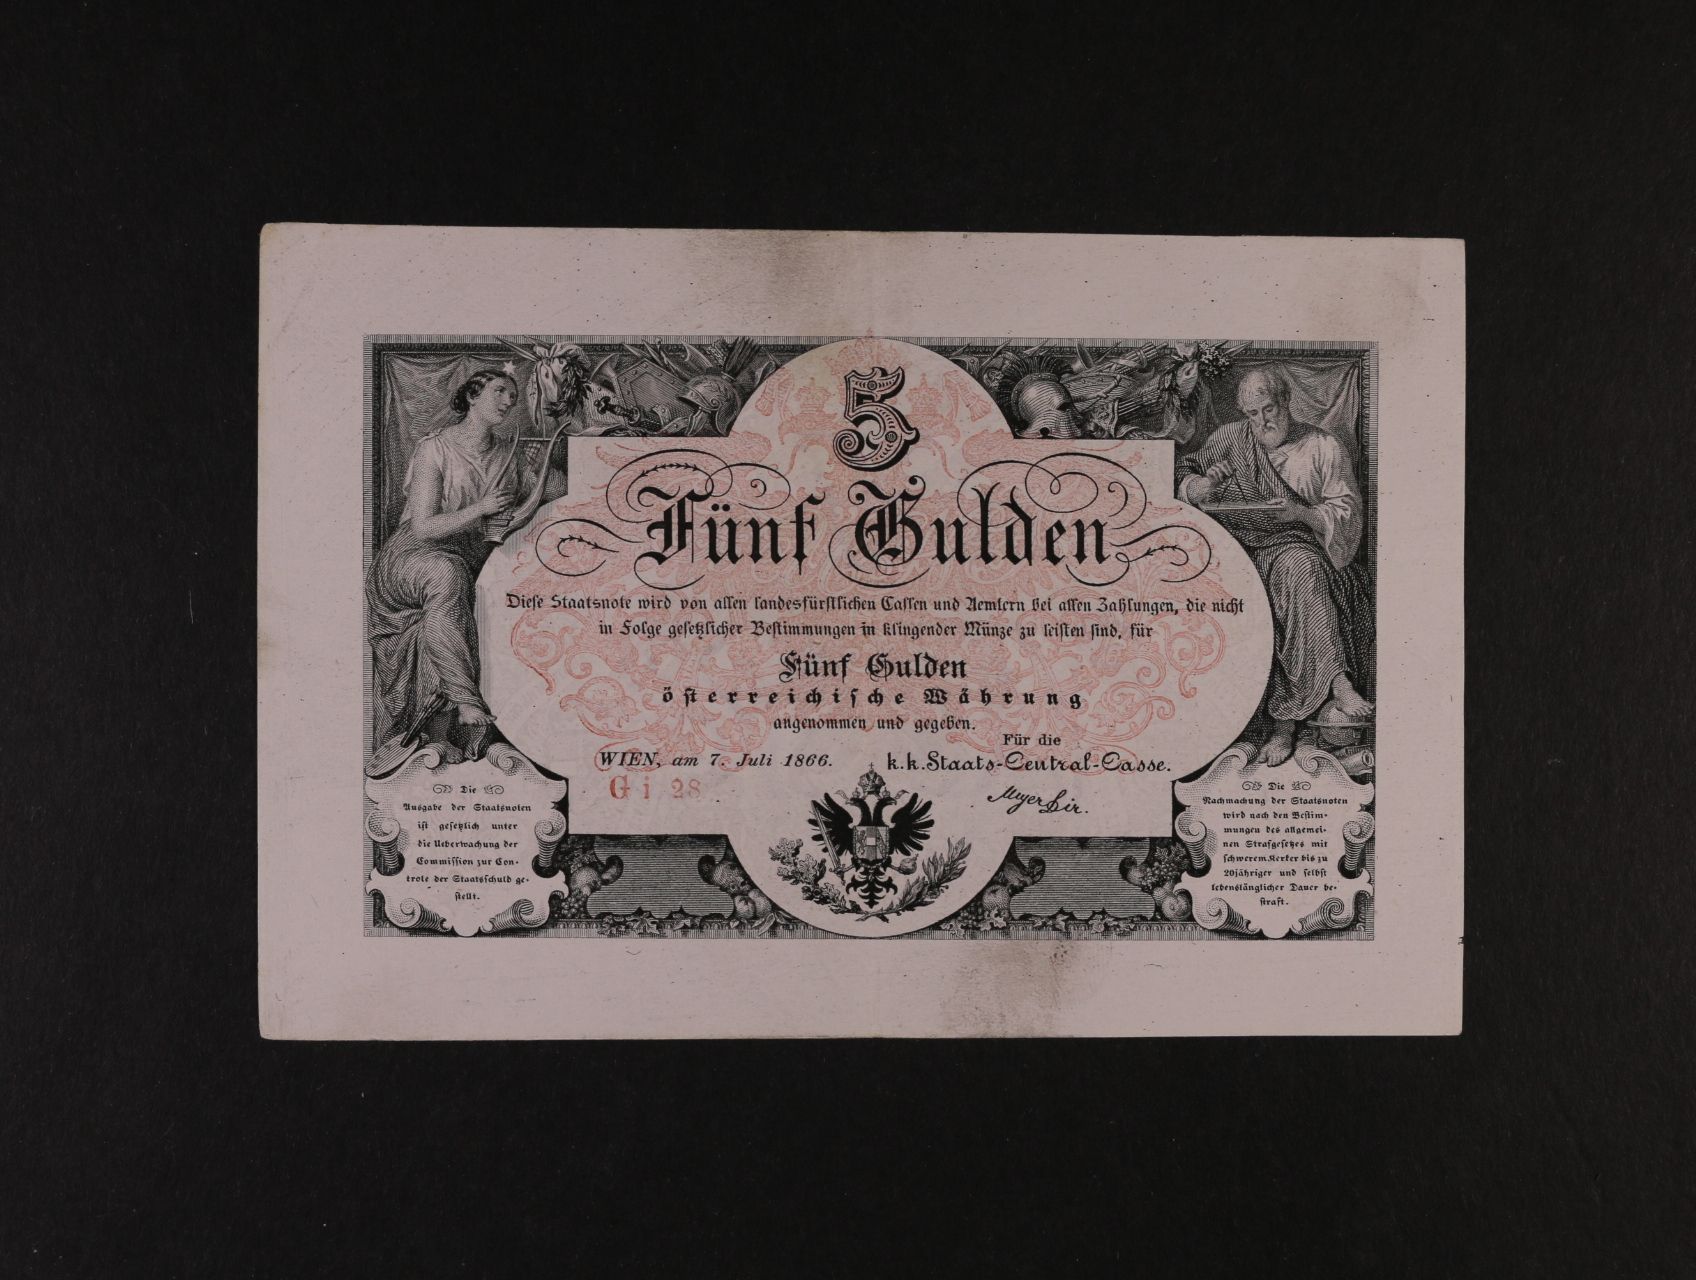 5
Fünf Gulden
Diese Staatsnote wird von allen landesfürstlichen Cassen und Aemtern bei allen Zahlungen, die nicht
in Folge gesetzlicher Bestimmungen in klingender Münze zu leisten sind, für
Fünf Gulden
österreichische Währung
angenommen und gegeben.
Für die
WIEN, am 7. Juli 1866.
k.k. Staats-Central-Casse.
Gi 28
Die
Ausgabe der Staatsnoten
ist gesetzlich unter
die Ueberwachung der
Commission zur Con-
trole der Staatsschuld ge-
stellt.
Die
Nachmachung der Staatsnoten
wird nach den Bestim-
mungen des allgemei-
nen Strafgesetzes mit
schwerem Kerker bis zu
20jähriger und selbst
lebenslänglicher Dauer be-
straft.